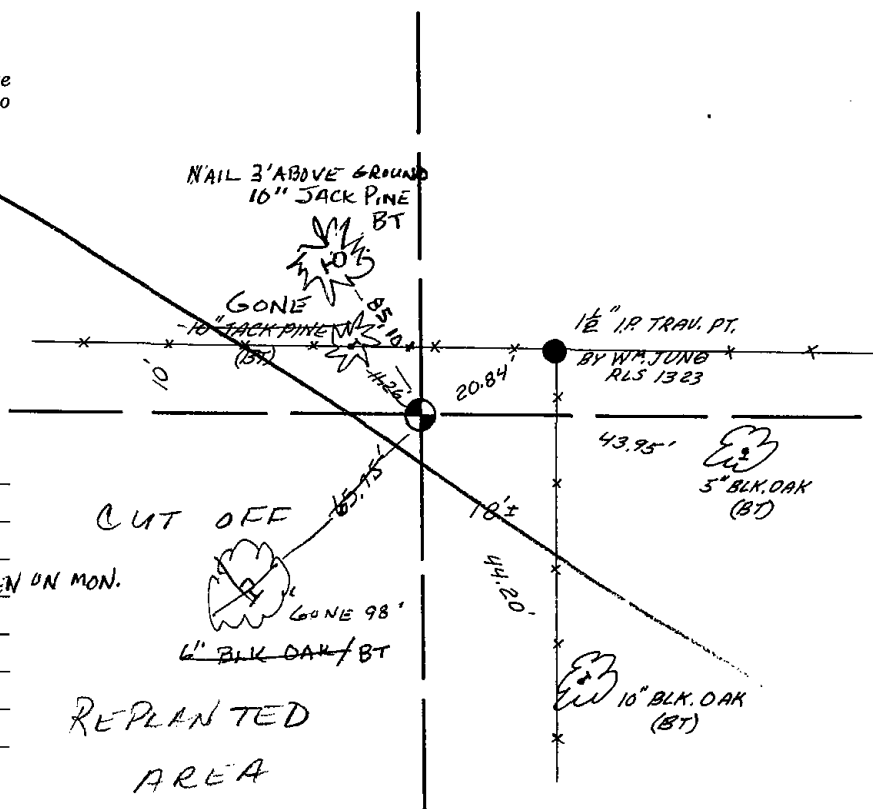 NAIL 3' ABOVE GROUND
10" JACK PINE
BT
GONE
10" JACK PINE
(BT)
85.10
11.26'
10'
1½" I.P. TRAV. PT.
BY WM. JUNG
RLS 1323
20.84'
43.95'
5" BLK. OAK
(BT)
65.95'
CUT OFF
18'±
44.20'
ON MON.
GONE 98'
6" BLK OAK / BT
10" BLK. OAK
(BT)
REPLANTED
AREA